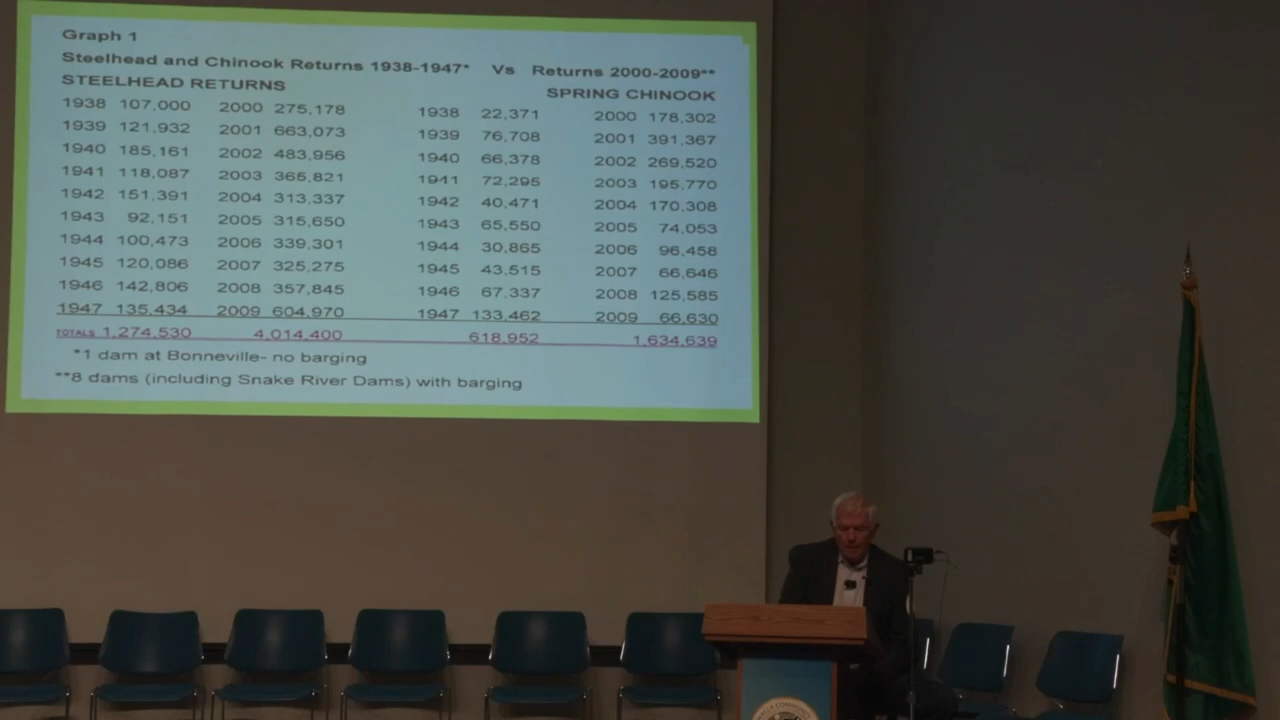 Graph 1
Steelhead and Chinook Returns 1938-1947* Vs Returns 2000-2009**
STEELHEAD RETURNS SPRING CHINOOK
1938 107,000 2000 275,178 1938 22,371 2000 178,302
1939 121,932 2001 663,073 1939 76,708 2001 391,367
1940 185,161 2002 483,956 1940 66,378 2002 269,520
1941 118,087 2003 365,821 1941 72,295 2003 195,770
1942 151,391 2004 313,337 1942 40,471 2004 170,308
1943 92,151 2005 315,650 1943 65,550 2005 74,053
1944 100,473 2006 339,301 1944 30,865 2006 96,458
1945 120,086 2007 325,275 1945 43.515 2007 66,646
1946 142,806 2008 357,845 1946 67,337 2008 125,585
1947 135,434 2009 604,970 1947 133,462 2009 66,630
TOTALS 1,274,530 4,014,400 618,952 1,634,639
*1 dam at Bonneville- no barging
**8 dams (including Snake River Dams) with barging